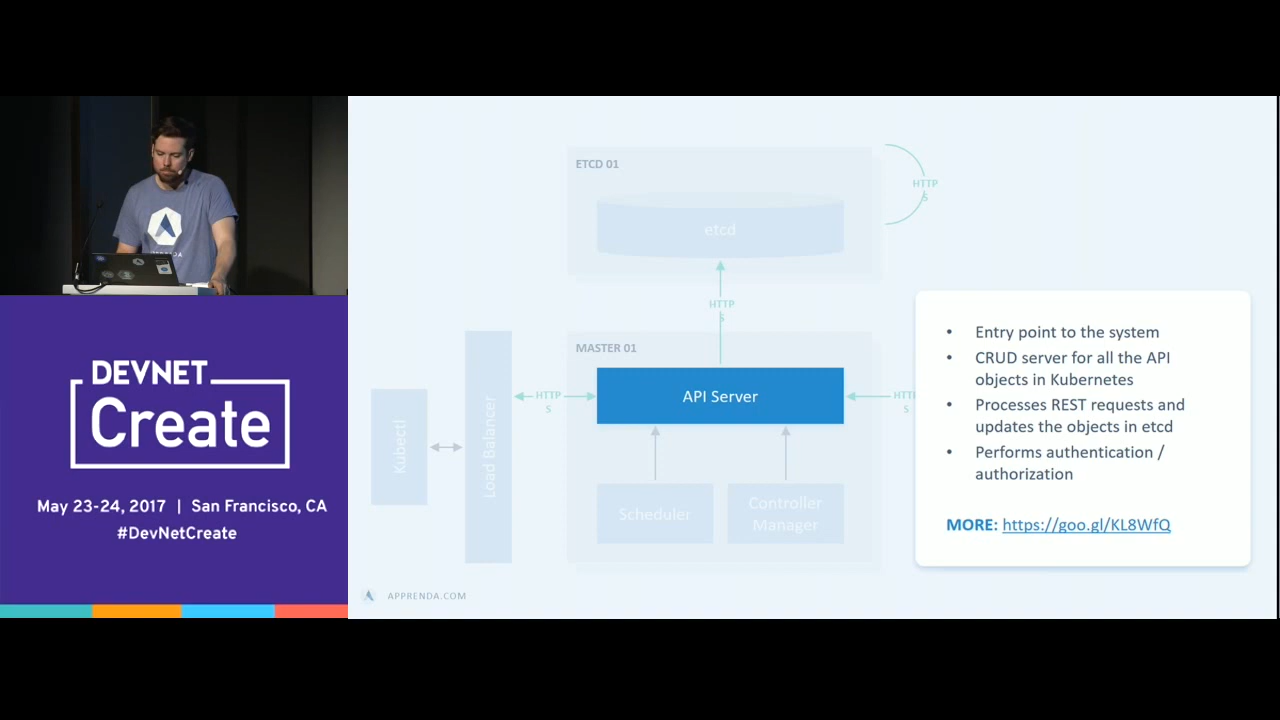 DEVNET
Create
May 23-24, 2017 | San Francisco, CA
#DevNetCreate
ETCD 01
etcd
HTTP
S
HTTP
S
MASTER 01
API Server
HTTP
S
HTTP
S
Kubectl
Load Balancer
Scheduler
Controller
Manager
• Entry point to the system
• CRUD server for all the API
objects in Kubernetes
• Processes REST requests and
updates the objects in etcd
• Performs authentication /
authorization
MORE: https://goo.gl/KL8WfQ
APPRENDA.COM